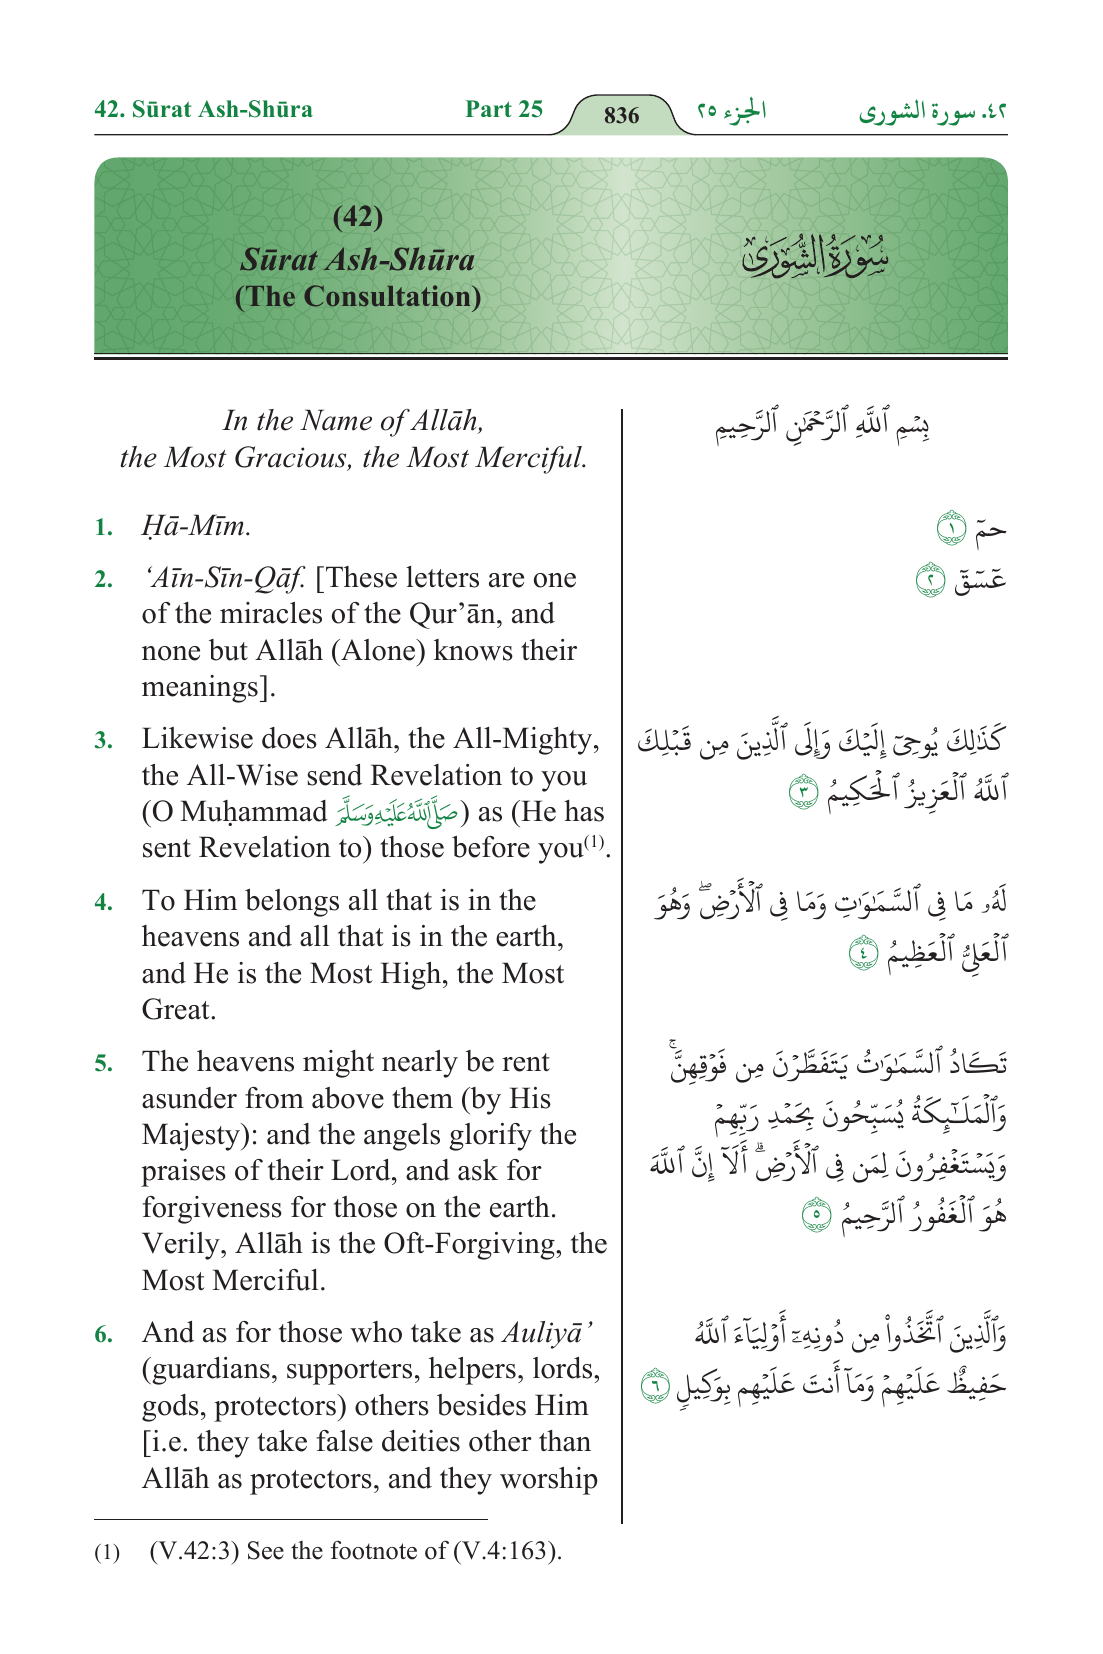 42. Sūrat Ash-Shūra
Part 25
836
الجزء ٢٥
٤٢. سورة الشورى
(42)
Sūrat Ash-Shūra
(The Consultation)
سُورَةُ الشُّورَىٰ
In the Name of Allāh,
the Most Gracious, the Most Merciful.
1. Ḥā-Mīm.
2. ‘Aīn-Sīn-Qāf. [These letters are one
of the miracles of the Qur’ān, and
none but Allāh (Alone) knows their
meanings].
3. Likewise does Allāh, the All-Mighty,
the All-Wise send Revelation to you
(O Muḥammad صَلَّى ٱللَّهُ عَلَيْهِ وَسَلَّمَ) as (He has
sent Revelation to) those before you(1).
4. To Him belongs all that is in the
heavens and all that is in the earth,
and He is the Most High, the Most
Great.
5. The heavens might nearly be rent
asunder from above them (by His
Majesty): and the angels glorify the
praises of their Lord, and ask for
forgiveness for those on the earth.
Verily, Allāh is the Oft-Forgiving, the
Most Merciful.
6. And as for those who take as Auliyā’
(guardians, supporters, helpers, lords,
gods, protectors) others besides Him
[i.e. they take false deities other than
Allāh as protectors, and they worship
بِسْمِ ٱللَّهِ ٱلرَّحْمَٰنِ ٱلرَّحِيمِ
حمٓ ١
عٓسٓقٓ ٢
كَذَٰلِكَ يُوحِىٓ إِلَيْكَ وَإِلَى ٱلَّذِينَ مِن قَبْلِكَ
ٱللَّهُ ٱلْعَزِيزُ ٱلْحَكِيمُ ٣
لَهُۥ مَا فِى ٱلسَّمَٰوَٰتِ وَمَا فِى ٱلْأَرْضِ ۖ وَهُوَ
ٱلْعَلِىُّ ٱلْعَظِيمُ ٤
تَكَادُ ٱلسَّمَٰوَٰتُ يَتَفَطَّرْنَ مِن فَوْقِهِنَّ ۚ
وَٱلْمَلَٰٓئِكَةُ يُسَبِّحُونَ بِحَمْدِ رَبِّهِمْ
وَيَسْتَغْفِرُونَ لِمَن فِى ٱلْأَرْضِ ۗ أَلَآ إِنَّ ٱللَّهَ
هُوَ ٱلْغَفُورُ ٱلرَّحِيمُ ٥
وَٱلَّذِينَ ٱتَّخَذُوا۟ مِن دُونِهِۦٓ أَوْلِيَآءَ ٱللَّهُ
حَفِيظٌ عَلَيْهِمْ وَمَآ أَنتَ عَلَيْهِم بِوَكِيلٍ ٦
(1) (V.42:3) See the footnote of (V.4:163).